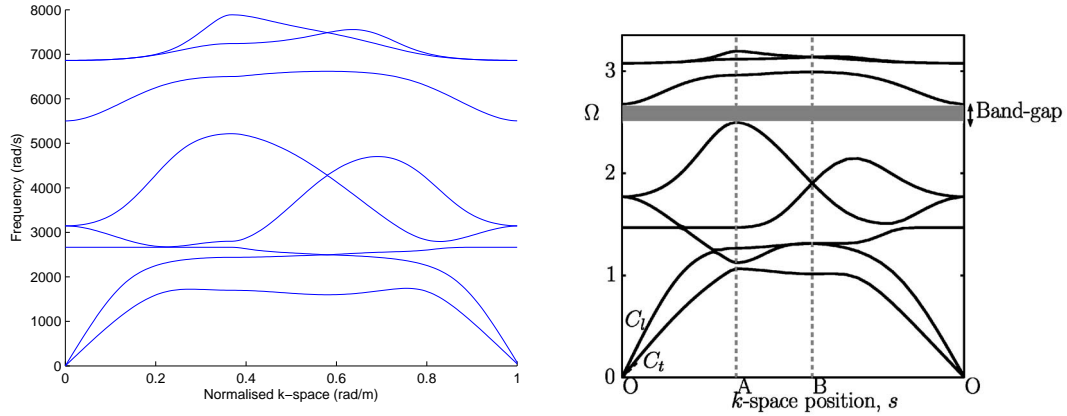 8000
7000
6000
5000
4000
3000
2000
1000
0
Frequency (rad/s)
0 0.2 0.4 0.6 0.8 1
Normalised k−space (rad/m)
3
Ω
2
1
0
Band-gap
C_l
C_t
O A B O
k-space position, s